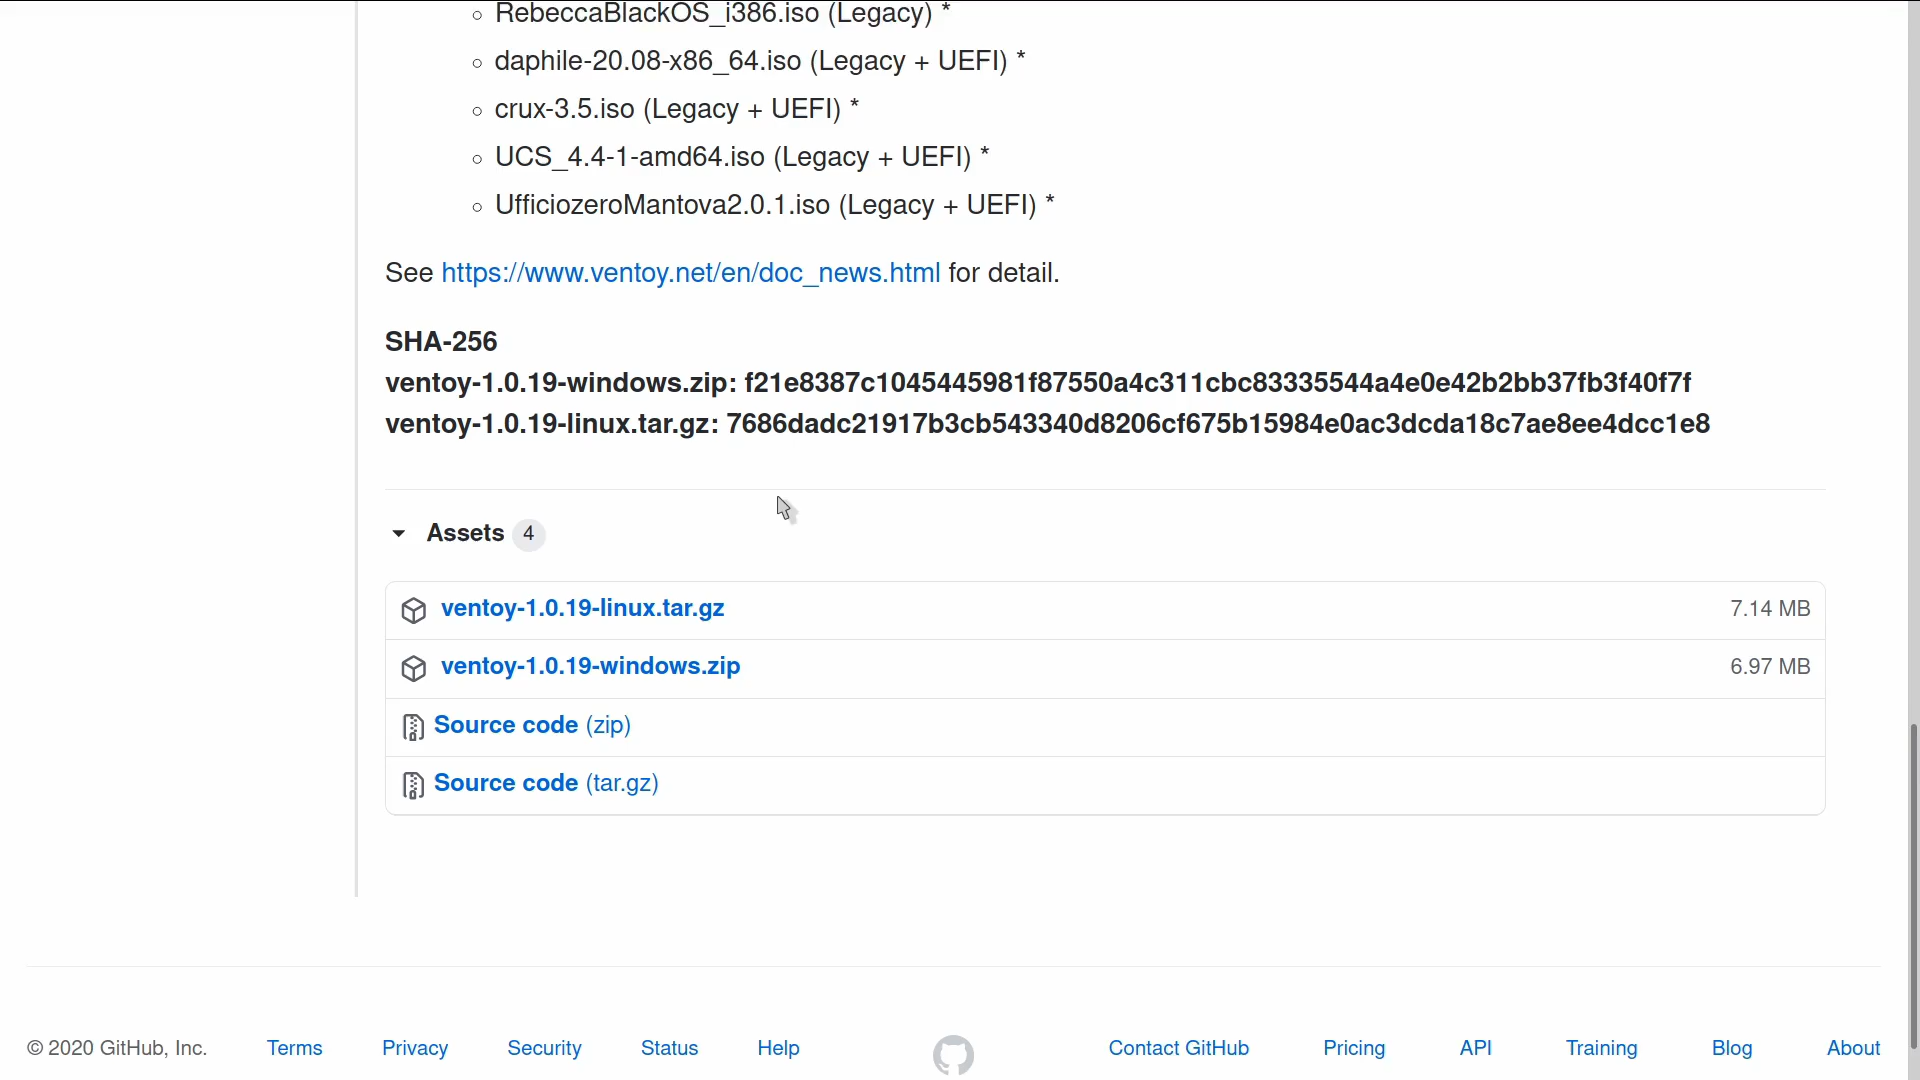 RebeccaBlackOS_i386.iso (Legacy) *
daphile-20.08-x86_64.iso (Legacy + UEFI) *
crux-3.5.iso (Legacy + UEFI) *
UCS_4.4-1-amd64.iso (Legacy + UEFI) *
UfficiozeroMantova2.0.1.iso (Legacy + UEFI) *
See https://www.ventoy.net/en/doc_news.html for detail.
SHA-256
ventoy-1.0.19-windows.zip: f21e8387c1045445981f87550a4c311cbc83335544a4e0e42b2bb37fb3f40f7f
ventoy-1.0.19-linux.tar.gz: 7686dadc21917b3cb543340d8206cf675b15984e0ac3dcda18c7ae8ee4dcc1e8
Assets 4
ventoy-1.0.19-linux.tar.gz 7.14 MB
ventoy-1.0.19-windows.zip 6.97 MB
Source code (zip)
Source code (tar.gz)
© 2020 GitHub, Inc. Terms Privacy Security Status Help Contact GitHub Pricing API Training Blog About